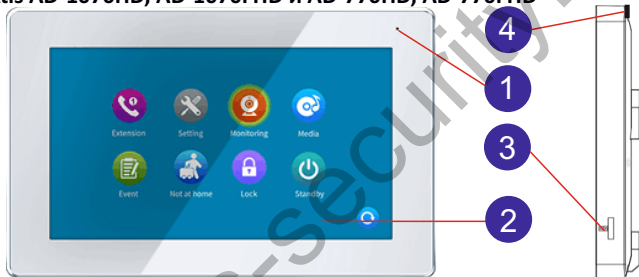 AD-1070HD, AD-1070FHD и AD-770HD, AD-770FHD
4
1
Extension Setting Monitoring Media
3
Event Not at home Lock Standby
2
-security.